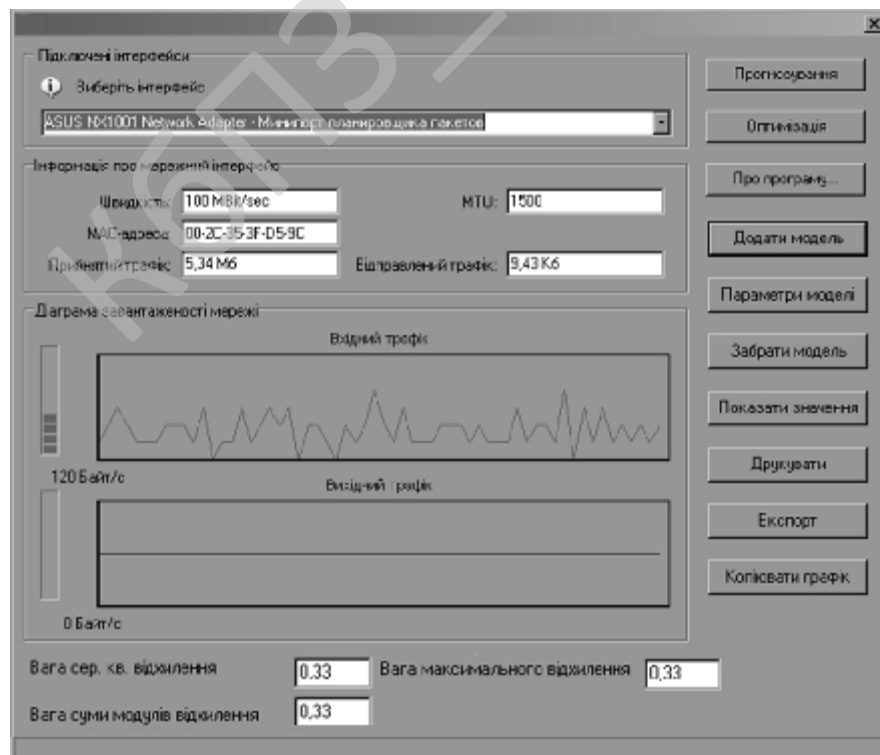 Підключені інтерфейси
Виберіть інтерфейс
ASUS NX1001 Network Adapter - Минипорт планировщика пакетов
Інформація про мережний інтерфейс
Швидкість: 100 MBit/sec MTU: 1500
MAC-адреса: 00-2C-35-3F-D5-9C
Прийнятий трафік: 5,34 Мб Відправлений трафік: 9,43 Кб
Діаграма завантаженості мережі
Вхідний трафік
120 Байт/с
Вихідний трафік
0 Байт/с
Вага сер. кв. відхилення 0,33 Вага максимального відхилення 0,33
Вага суми модулів відхилення 0,33
Прогнозування
Оптимізація
Про програму...
Додати модель
Параметри моделі
Забрати модель
Показати значення
Друкувати
Експорт
Копіювати графік
КбПЗ_